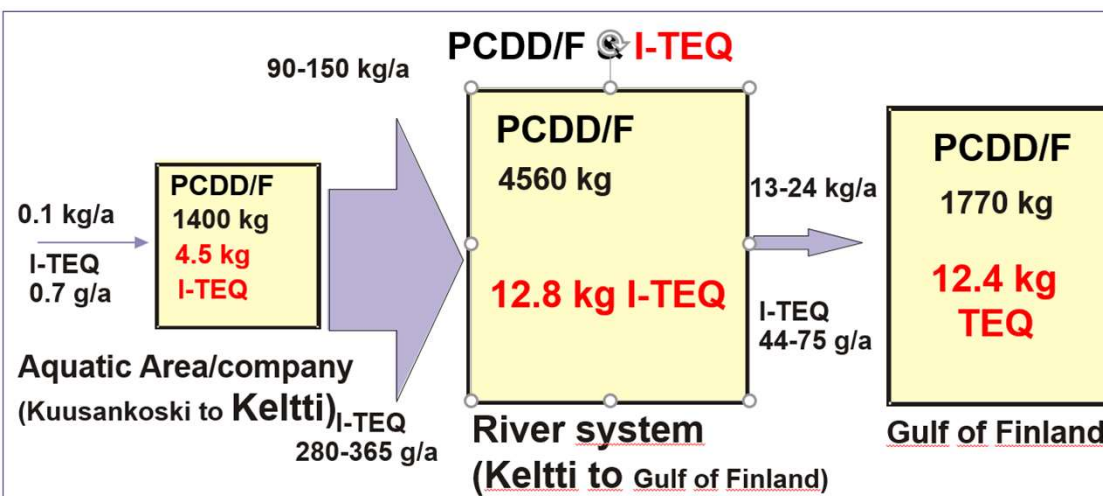 PCDD/F & I-TEQ
90-150 kg/a
0.1 kg/a
I-TEQ
0.7 g/a
PCDD/F
1400 kg
4.5 kg
I-TEQ
Aquatic Area/company
(Kuusankoski to Keltti)
I-TEQ
280-365 g/a
PCDD/F
4560 kg
12.8 kg I-TEQ
River system
(Keltti to Gulf of Finland)
13-24 kg/a
I-TEQ
44-75 g/a
PCDD/F
1770 kg
12.4 kg
TEQ
Gulf of Finland